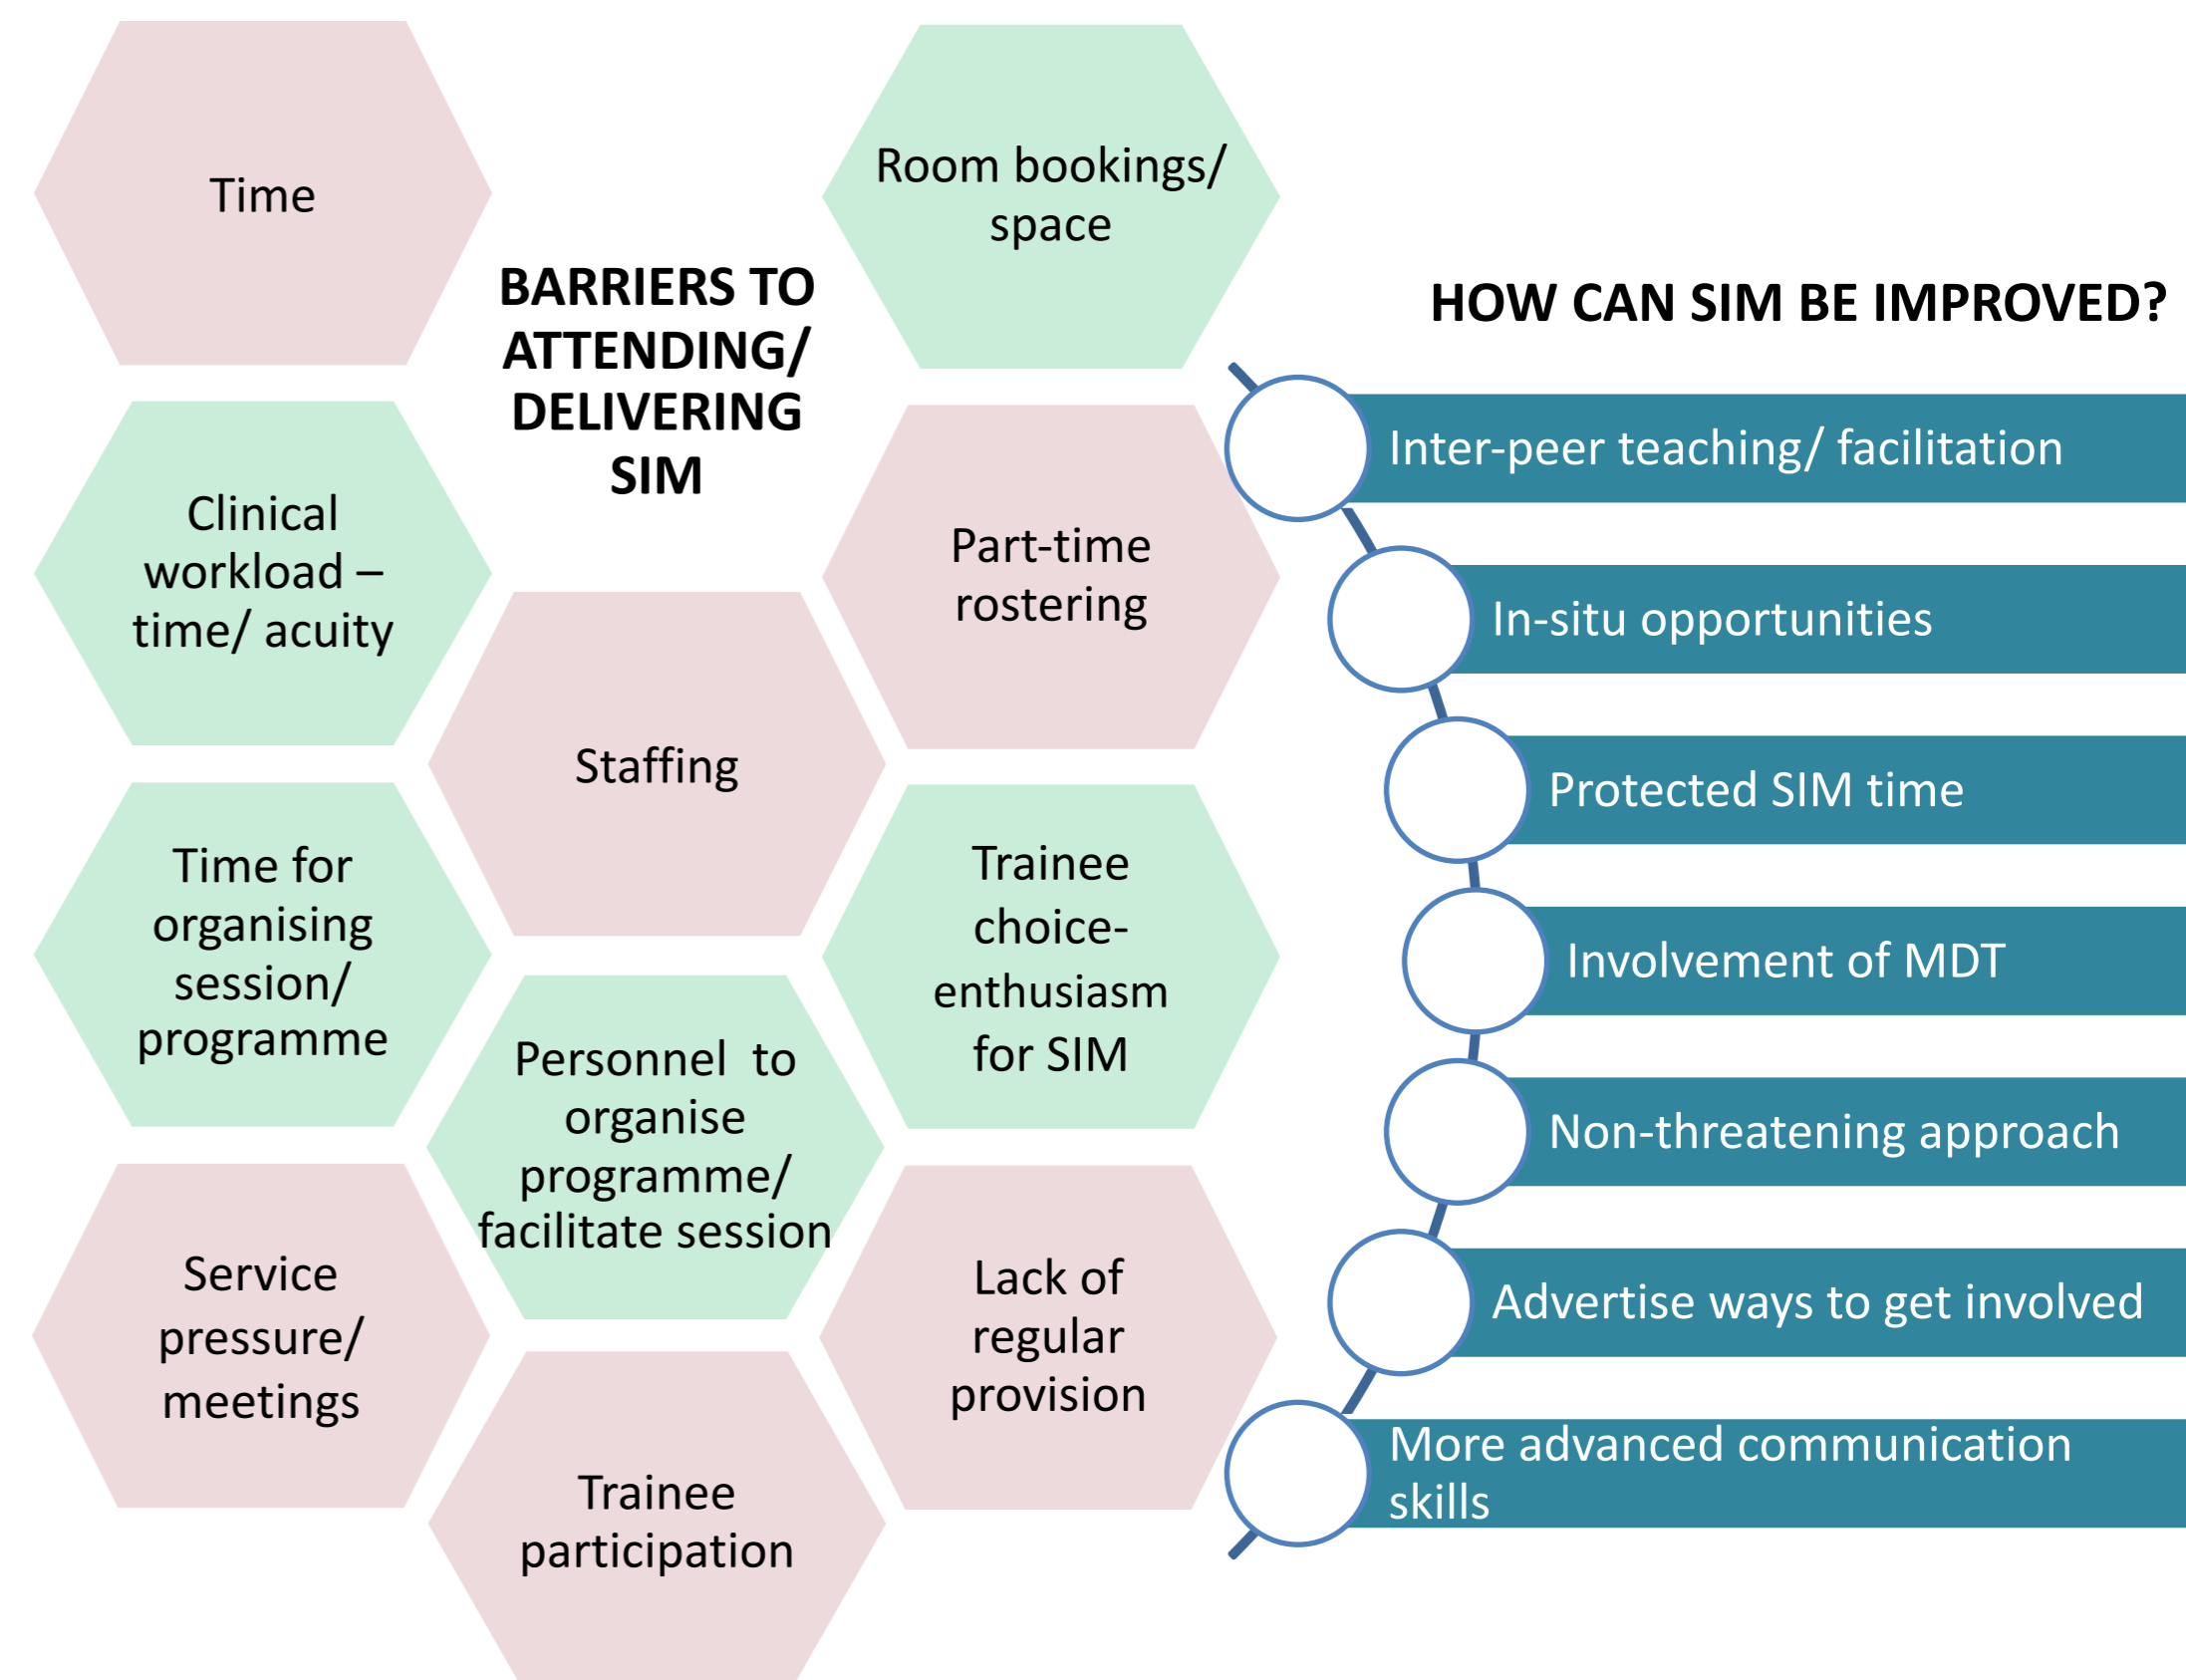 Time
Clinical
workload –
time/ acuity
Time for
organising
session/
programme
Service
pressure/
meetings
BARRIERS TO
ATTENDING/
DELIVERING
SIM
Staffing
Personnel  to
organise
programme/
facilitate session
Trainee
participation
Room bookings/
space
Part-time
rostering
Trainee
choice-
enthusiasm
for SIM
Lack of
regular
provision
HOW CAN SIM BE IMPROVED?
Inter-peer teaching/ facilitation
In-situ opportunities
Protected SIM time
Involvement of MDT
Non-threatening approach
Advertise ways to get involved
More advanced communication
skills